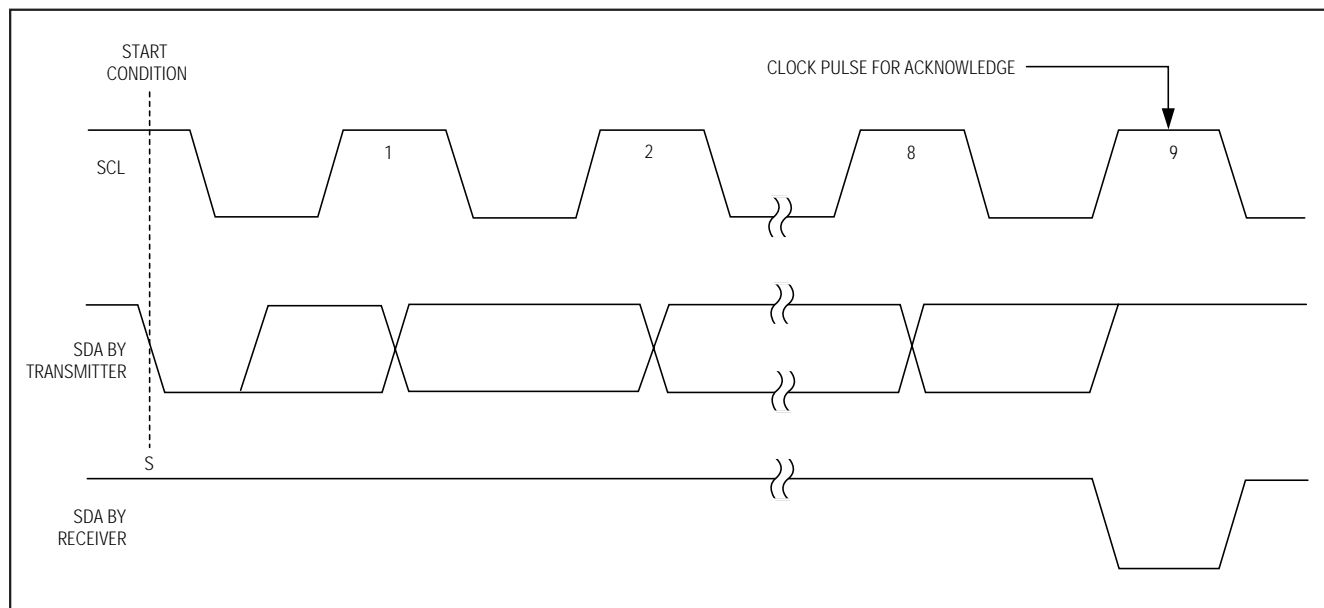 START
CONDITION
CLOCK PULSE FOR ACKNOWLEDGE
SCL
1
2
8
9
SDA BY
TRANSMITTER
S
SDA BY
RECEIVER